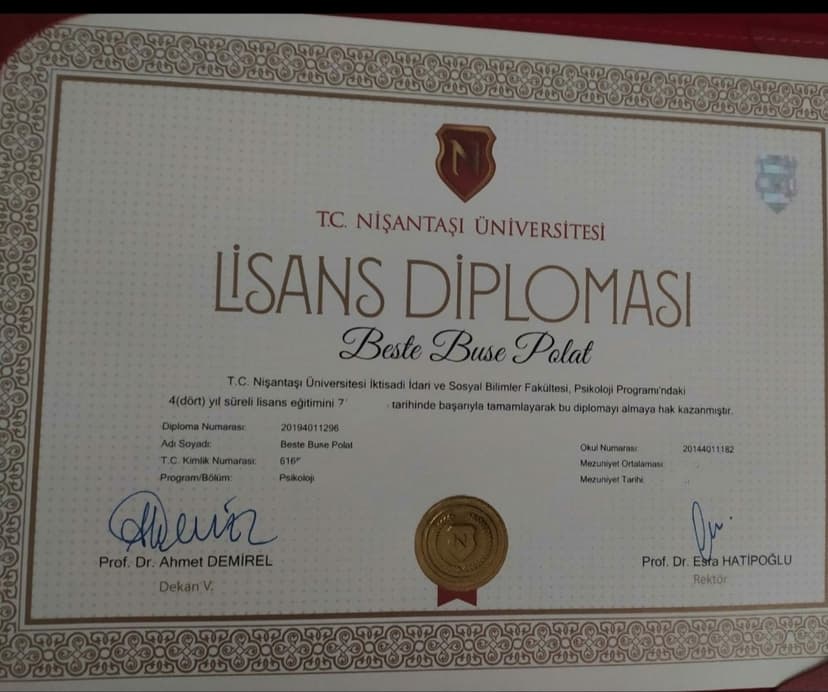 N
T.C. NİŞANTAŞI ÜNİVERSİTESİ
LİSANS DİPLOMASI
Beste Buse Polat
T.C. Nişantaşı Üniversitesi İktisadi İdari ve Sosyal Bilimler Fakültesi, Psikoloji Programı'ndaki
4(dört) yıl süreli lisans eğitimini 7 tarihinde başarıyla tamamlayarak bu diplomayı almaya hak kazanmıştır.
Diploma Numarası: 20194011296
Adı Soyadı: Beste Buse Polat
T.C. Kimlik Numarası: 616
Program/Bölüm: Psikoloji
Okul Numarası: 20144011182
Mezuniyet Ortalaması:
Mezuniyet Tarihi:
Prof. Dr. Ahmet DEMİREL
Dekan V.
N
Prof. Dr. Esra HATİPOĞLU
Rektör